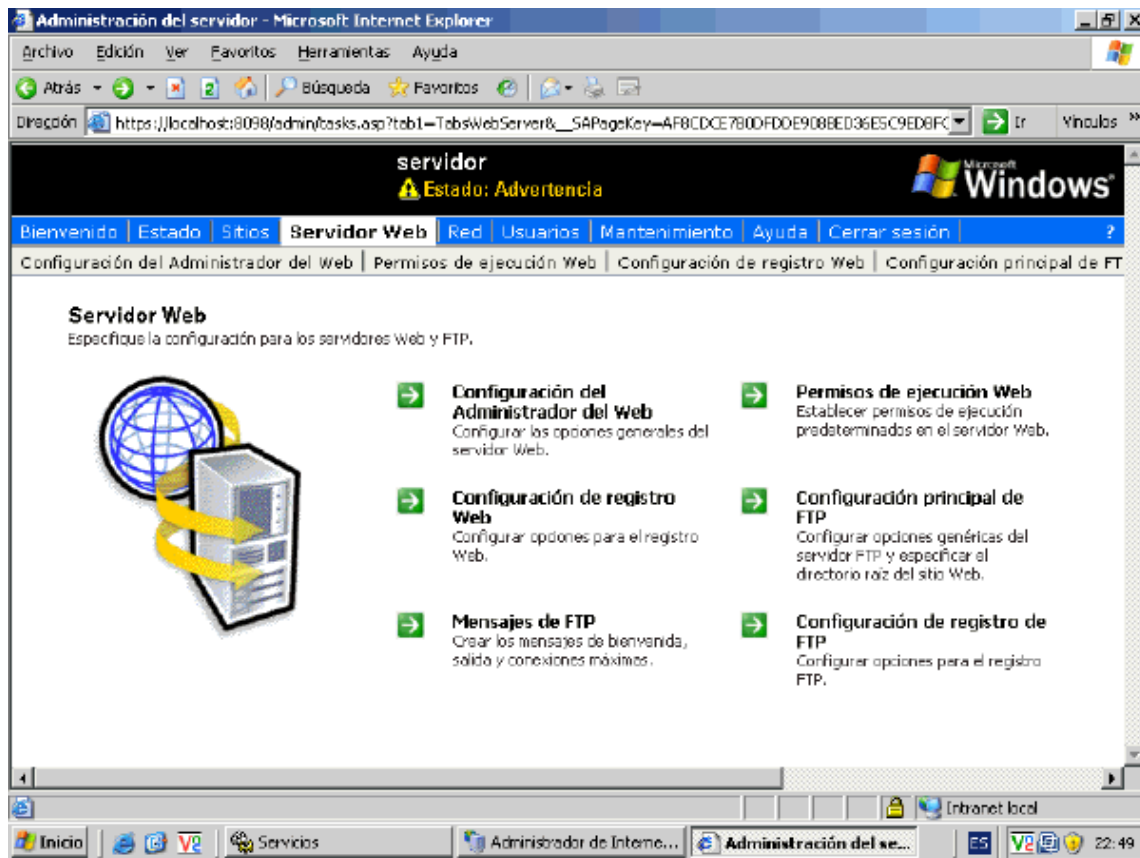 Administración del servidor - Microsoft Internet Explorer
Archivo Edición Ver Favoritos Herramientas Ayuda
Atrás Búsqueda Favoritos
Dirección https://localhost:8098/admin/tasks.asp?tab1=TabsWebServer&__SAPageKey= Ir Vínculos »
servidor
Estado: Advertencia
Microsoft
Windows
Bienvenido Estado Sitios Servidor Web Red Usuarios Mantenimiento Ayuda Cerrar sesión ?
Configuración del Administrador del Web Permisos de ejecución Web Configuración de registro Web Configuración principal de FT
Servidor Web
Especifique la configuración para los servidores Web y FTP.
Configuración del
Administrador del Web
Configurar las opciones generales del
servidor Web.
Permisos de ejecución Web
Establecer permisos de ejecución
predeterminados en el servidor Web.
Configuración de registro
Web
Configurar opciones para el registro
Web.
Configuración principal de
FTP
Configurar opciones genéricas del
servidor FTP y especificar el
directorio raíz del sitio Web.
Mensajes de FTP
Crear los mensajes de bienvenida,
salida y conexiones máximas.
Configuración de registro de
FTP
Configurar opciones para el registro
FTP.
Intranet local
Inicio Servicios Administrador de Interne... Administración del se... ES 22:49